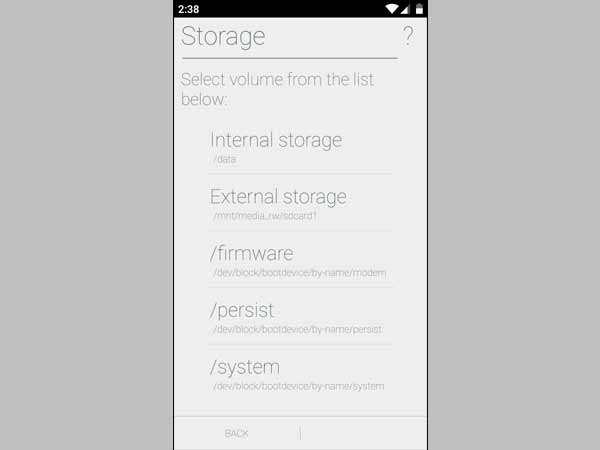 2:38
Storage ?
Select volume from the list
below:
Internal storage
/data
External storage
/mnt/media_rw/sdcard1
/firmware
/dev/block/bootdevice/by-name/modem
/persist
/dev/block/bootdevice/by-name/persist
/system
/dev/block/bootdevice/by-name/system
BACK